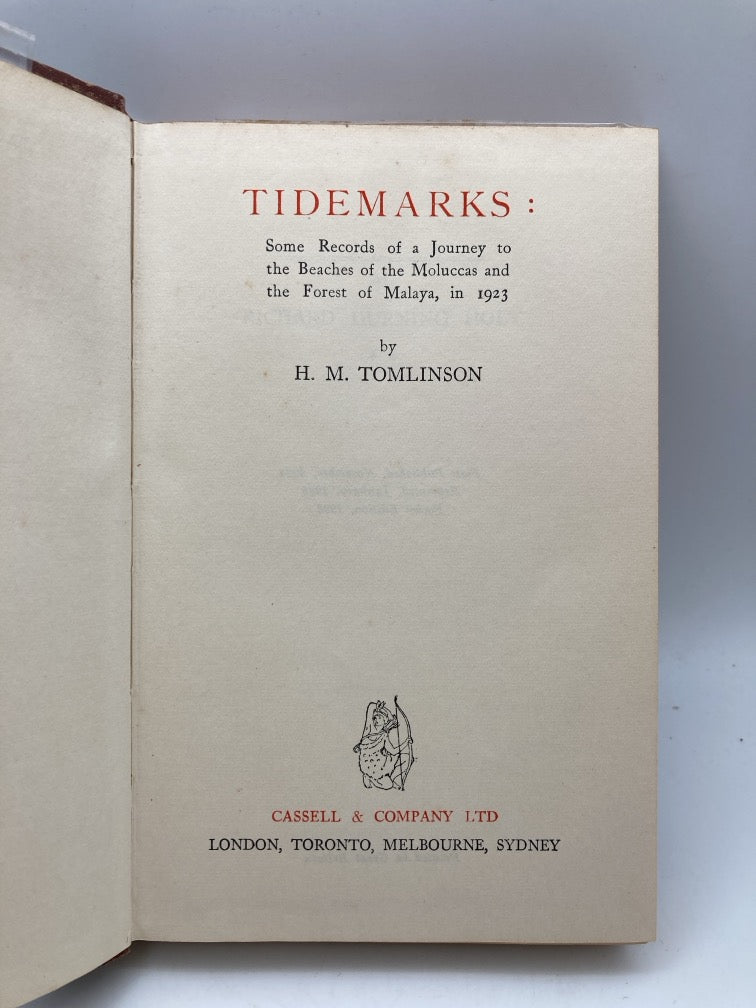 TIDEMARKS :
Some Records of a Journey to
the Beaches of the Moluccas and
the Forest of Malaya, in 1923
by
H. M. TOMLINSON
CASSELL & COMPANY LTD
LONDON, TORONTO, MELBOURNE, SYDNEY